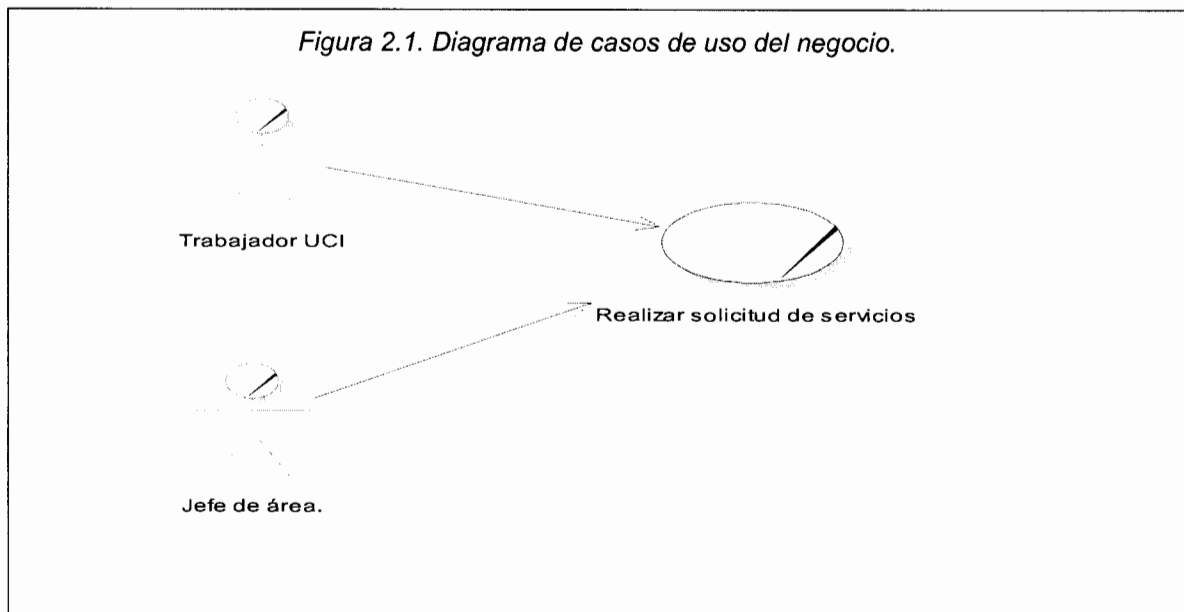 Figura 2.1. Diagrama de casos de uso del negocio.
Trabajador UCI
Realizar solicitud de servicios
Jefe de área.